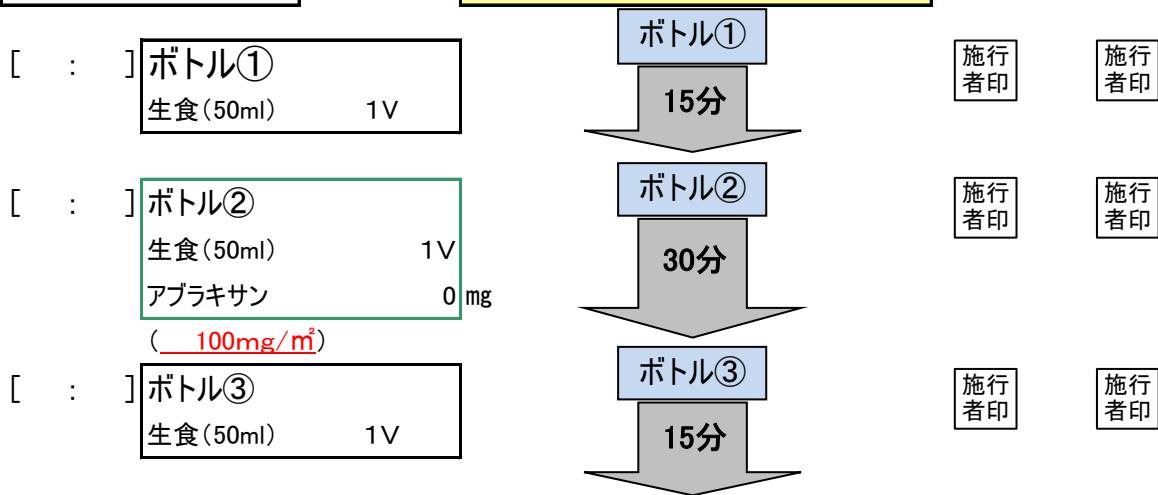 ボトル①
[　：　] ボトル①
生食(50ml)　1V
15分
施行
者印
施行
者印
[　：　] ボトル②
生食(50ml)　1V
アブラキサン　0 mg
(　100mg/㎡)
ボトル②
30分
施行
者印
施行
者印
[　：　] ボトル③
生食(50ml)　1V
ボトル③
15分
施行
者印
施行
者印